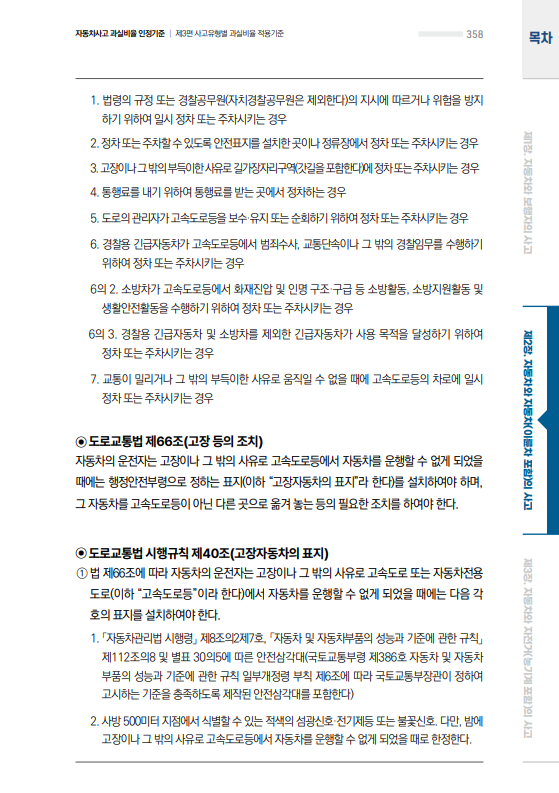 자동차사고 과실비율 인정기준 | 제3편 사고유형별 과실비율 적용기준
358
목차
1. 법령의 규정 또는 경찰공무원(자치경찰공무원은 제외한다)의 지시에 따르거나 위험을 방지
하기 위하여 일시 정차 또는 주차시키는 경우
2. 정차 또는 주차할 수 있도록 안전표지를 설치한 곳이나 정류장에서 정차 또는 주차시키는 경우
3. 고장이나 그 밖의 부득이한 사유로 길가장자리구역(갓길을 포함한다)에 정차 또는 주차시키는 경우
4. 통행료를 내기 위하여 통행료를 받는 곳에서 정차하는 경우
5. 도로의 관리자가 고속도로등을 보수·유지 또는 순회하기 위하여 정차 또는 주차시키는 경우
6. 경찰용 긴급자동차가 고속도로등에서 범죄수사, 교통단속이나 그 밖의 경찰임무를 수행하기
위하여 정차 또는 주차시키는 경우
6의 2. 소방차가 고속도로등에서 화재진압 및 인명 구조·구급 등 소방활동, 소방지원활동 및
생활안전활동을 수행하기 위하여 정차 또는 주차시키는 경우
6의 3. 경찰용 긴급자동차 및 소방차를 제외한 긴급자동차가 사용 목적을 달성하기 위하여
정차 또는 주차시키는 경우
7. 교통이 밀리거나 그 밖의 부득이한 사유로 움직일 수 없을 때에 고속도로등의 차로에 일시
정차 또는 주차시키는 경우
◉ 도로교통법 제66조(고장 등의 조치)
자동차의 운전자는 고장이나 그 밖의 사유로 고속도로등에서 자동차를 운행할 수 없게 되었을
때에는 행정안전부령으로 정하는 표지(이하 “고장자동차의 표지”라 한다)를 설치하여야 하며,
그 자동차를 고속도로등이 아닌 다른 곳으로 옮겨 놓는 등의 필요한 조치를 하여야 한다.
◉ 도로교통법 시행규칙 제40조(고장자동차의 표지)
① 법 제66조에 따라 자동차의 운전자는 고장이나 그 밖의 사유로 고속도로 또는 자동차전용
도로(이하 “고속도로등”이라 한다)에서 자동차를 운행할 수 없게 되었을 때에는 다음 각
호의 표지를 설치하여야 한다.
1. 「자동차관리법 시행령」 제8조의2제7호, 「자동차 및 자동차부품의 성능과 기준에 관한 규칙」
제112조의8 및 별표 30의5에 따른 안전삼각대(국토교통부령 제386호 자동차 및 자동차
부품의 성능과 기준에 관한 규칙 일부개정령 부칙 제6조에 따라 국토교통부장관이 정하여
고시하는 기준을 충족하도록 제작된 안전삼각대를 포함한다)
2. 사방 500미터 지점에서 식별할 수 있는 적색의 섬광신호·전기제등 또는 불꽃신호. 다만, 밤에
고장이나 그 밖의 사유로 고속도로등에서 자동차를 운행할 수 없게 되었을 때로 한정한다.
제1장. 자동차와 보행자의 사고
제2장. 자동차와 자동차(이륜차 포함)의 사고
제3장. 자동차와 자전거(농기계 포함)의 사고